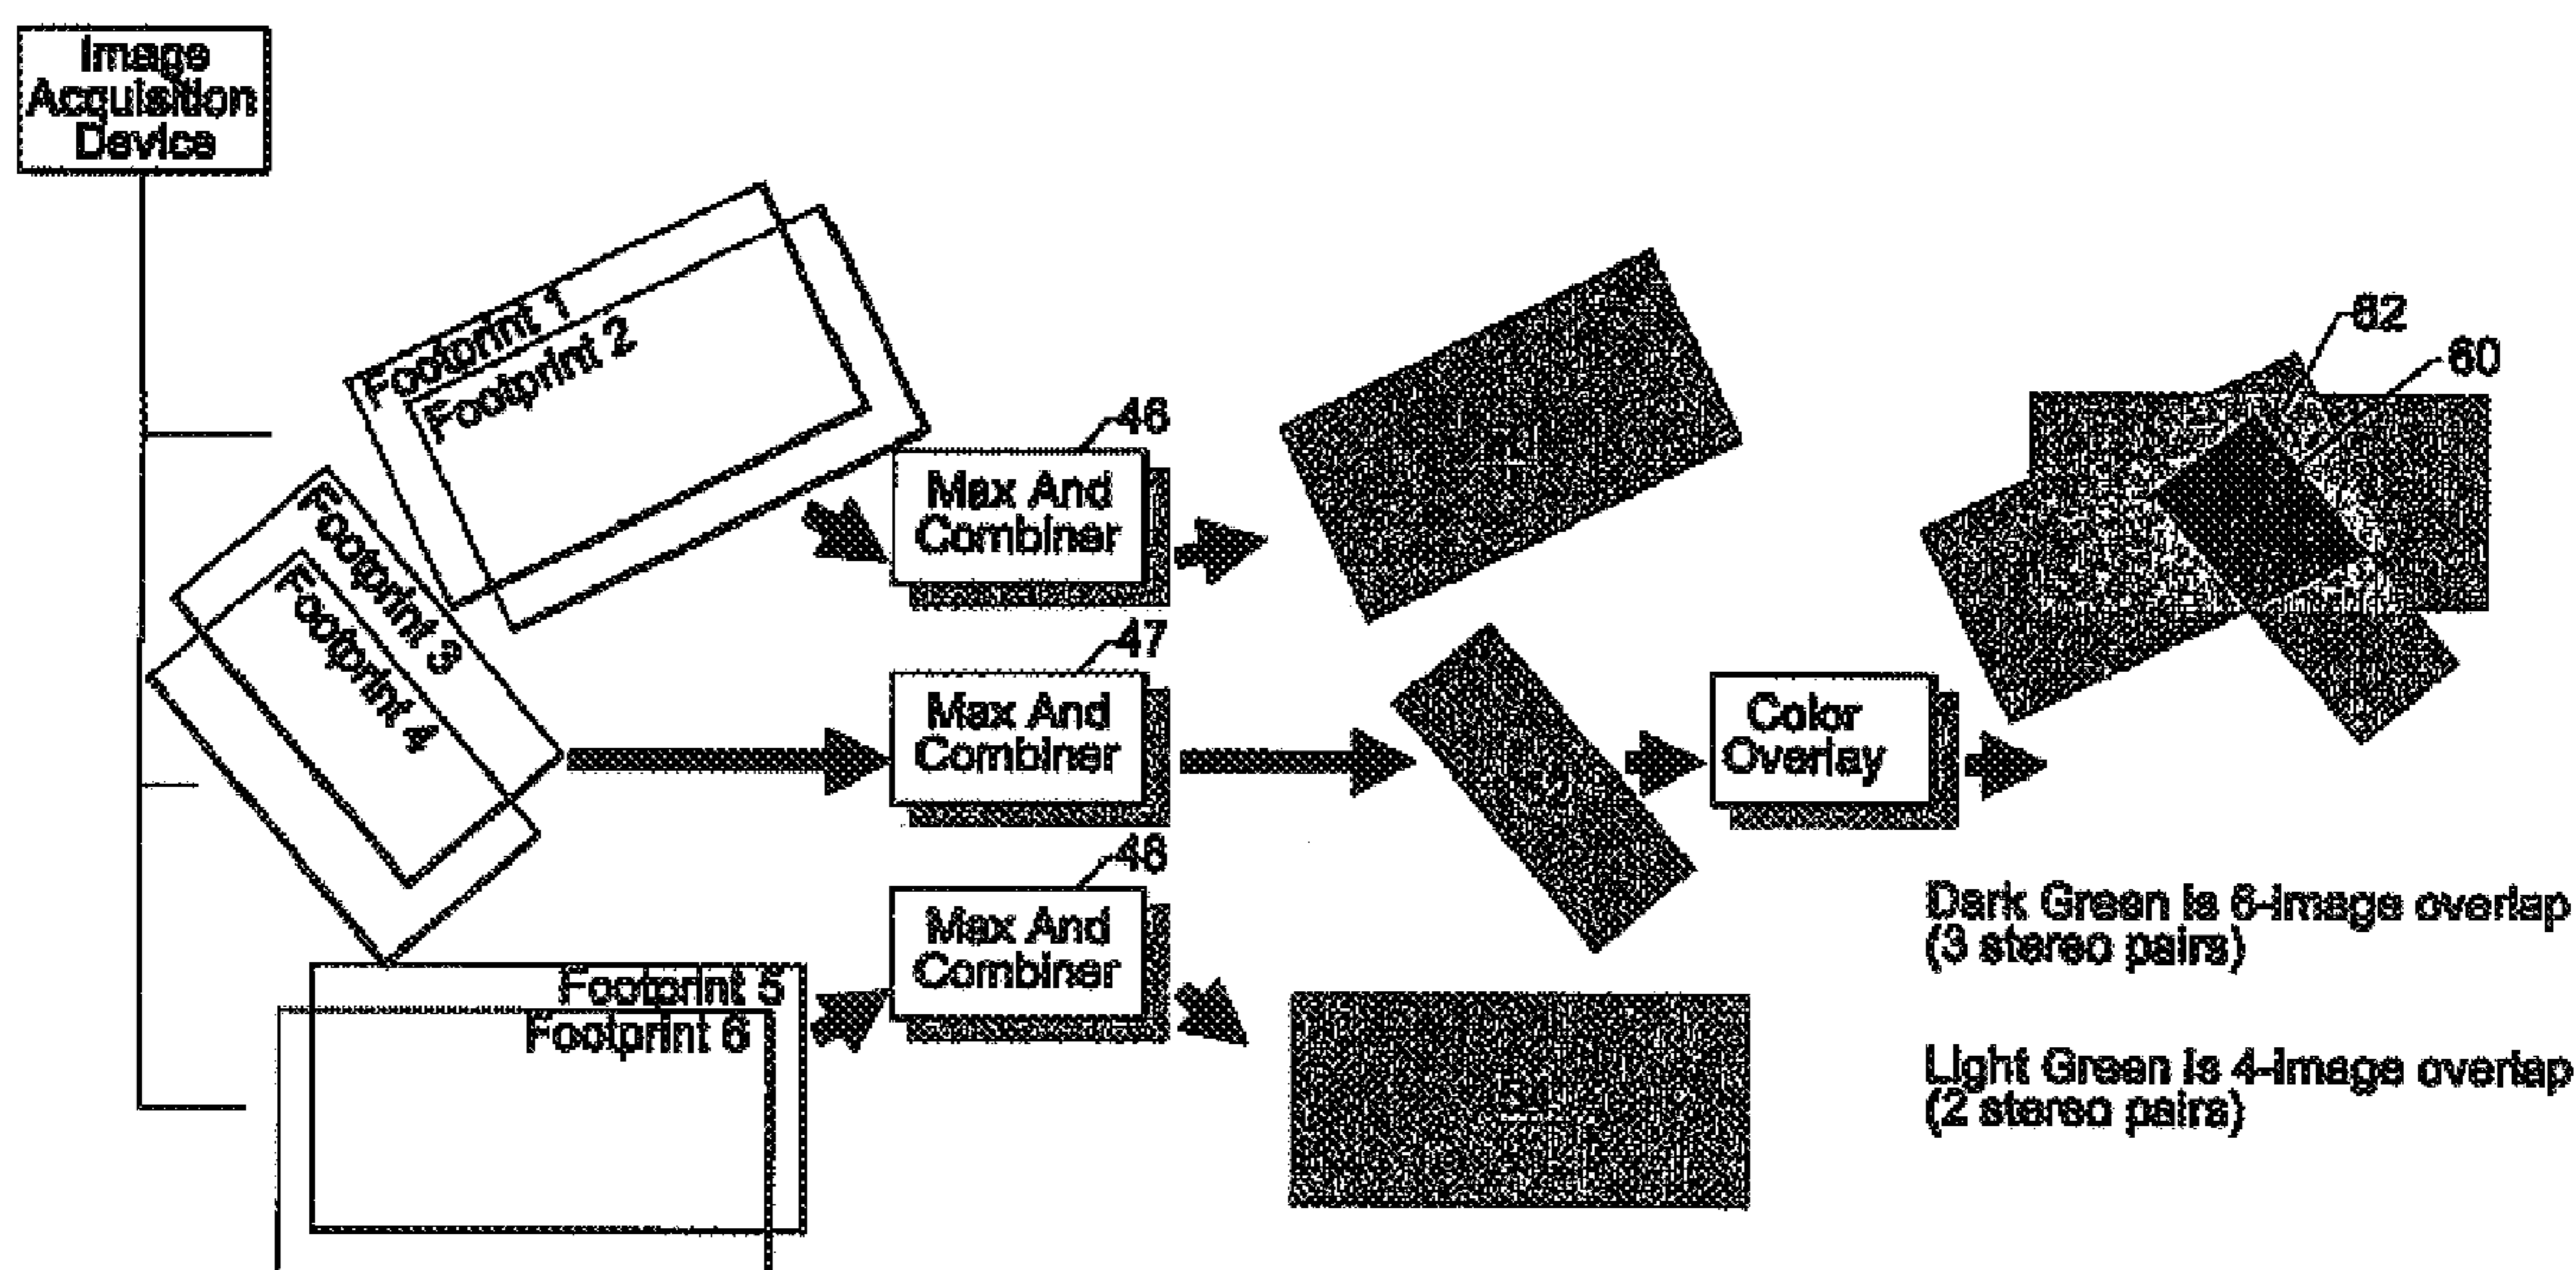 Image
Acquisition
Device
Footprint 1
Footprint 2
Footprint 3
Footprint 4
Footprint 5
Footprint 6
46
Max And
Combiner
47
Max And
Combiner
48
Max And
Combiner
Color
Overlay
62
60
Dark Green is 6-image overlap
(3 stereo pairs)
Light Green is 4-image overlap
(2 stereo pairs)